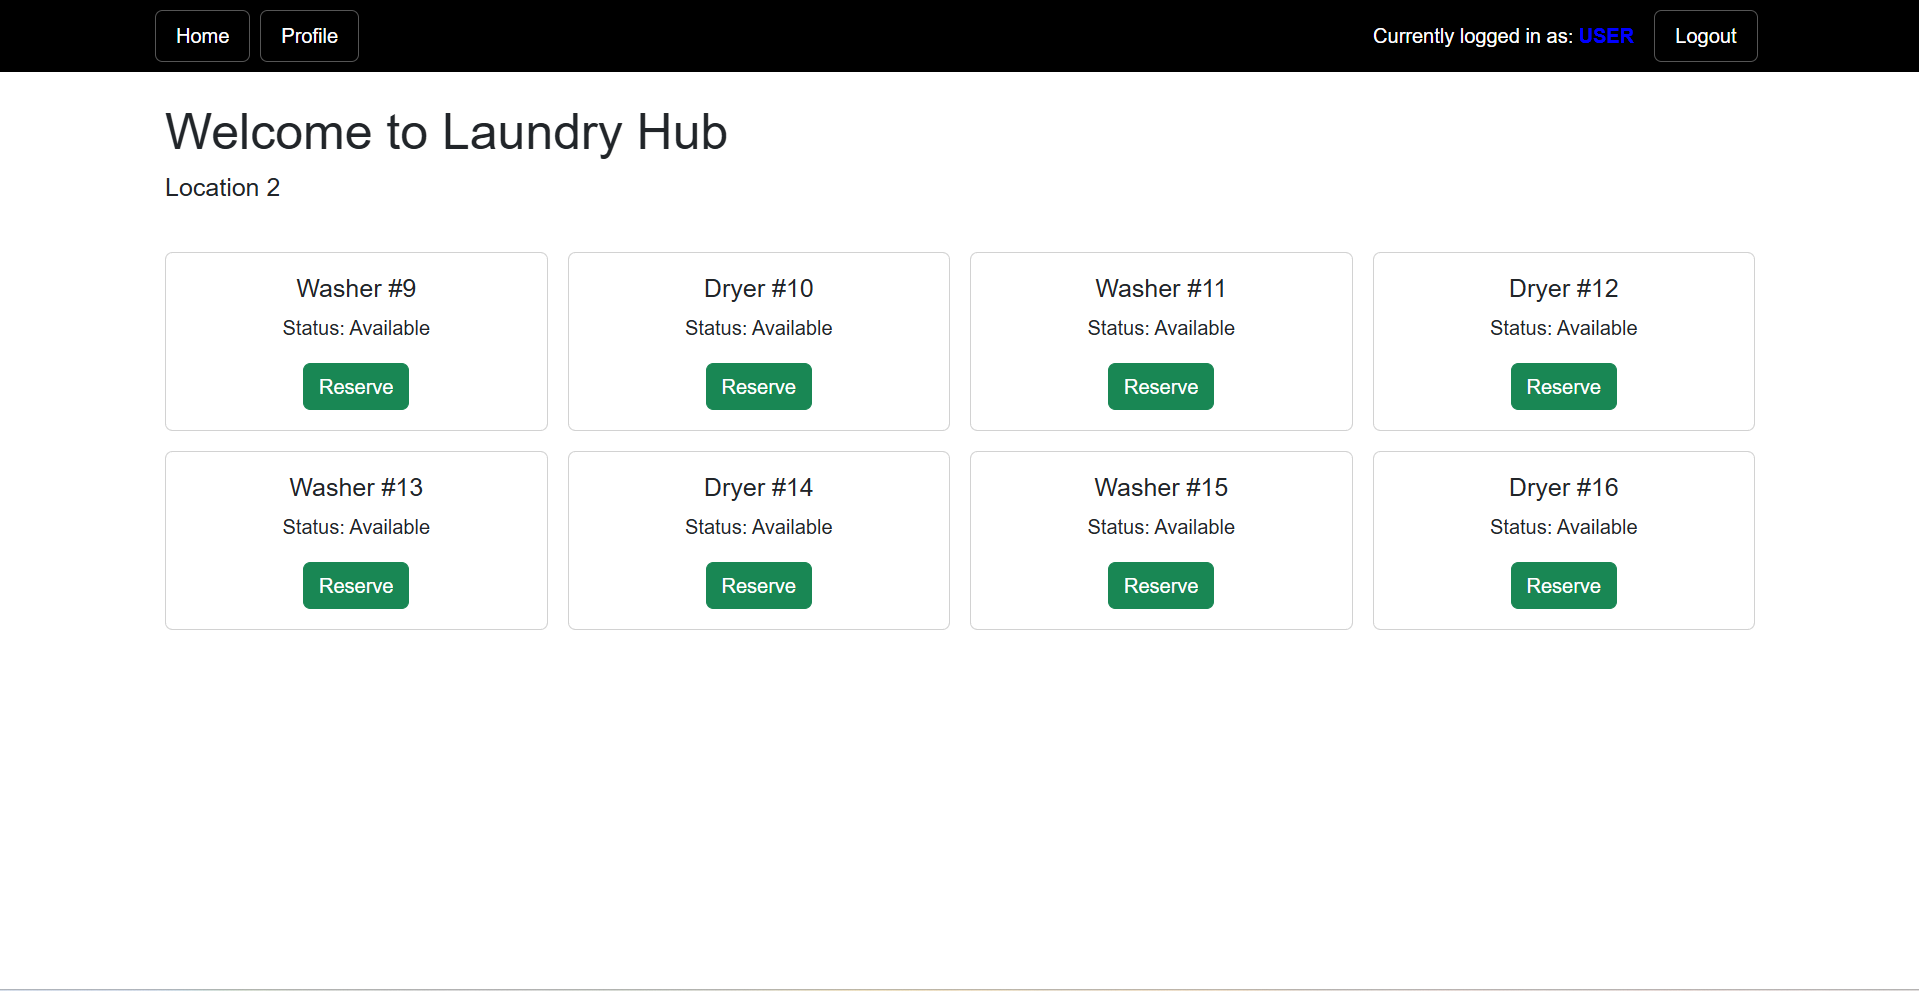 Home Profile Currently logged in as: USER Logout
Welcome to Laundry Hub
Location 2
Washer #9 Dryer #10 Washer #11 Dryer #12
Status: Available Status: Available Status: Available Status: Available
Reserve Reserve Reserve Reserve
Washer #13 Dryer #14 Washer #15 Dryer #16
Status: Available Status: Available Status: Available Status: Available
Reserve Reserve Reserve Reserve